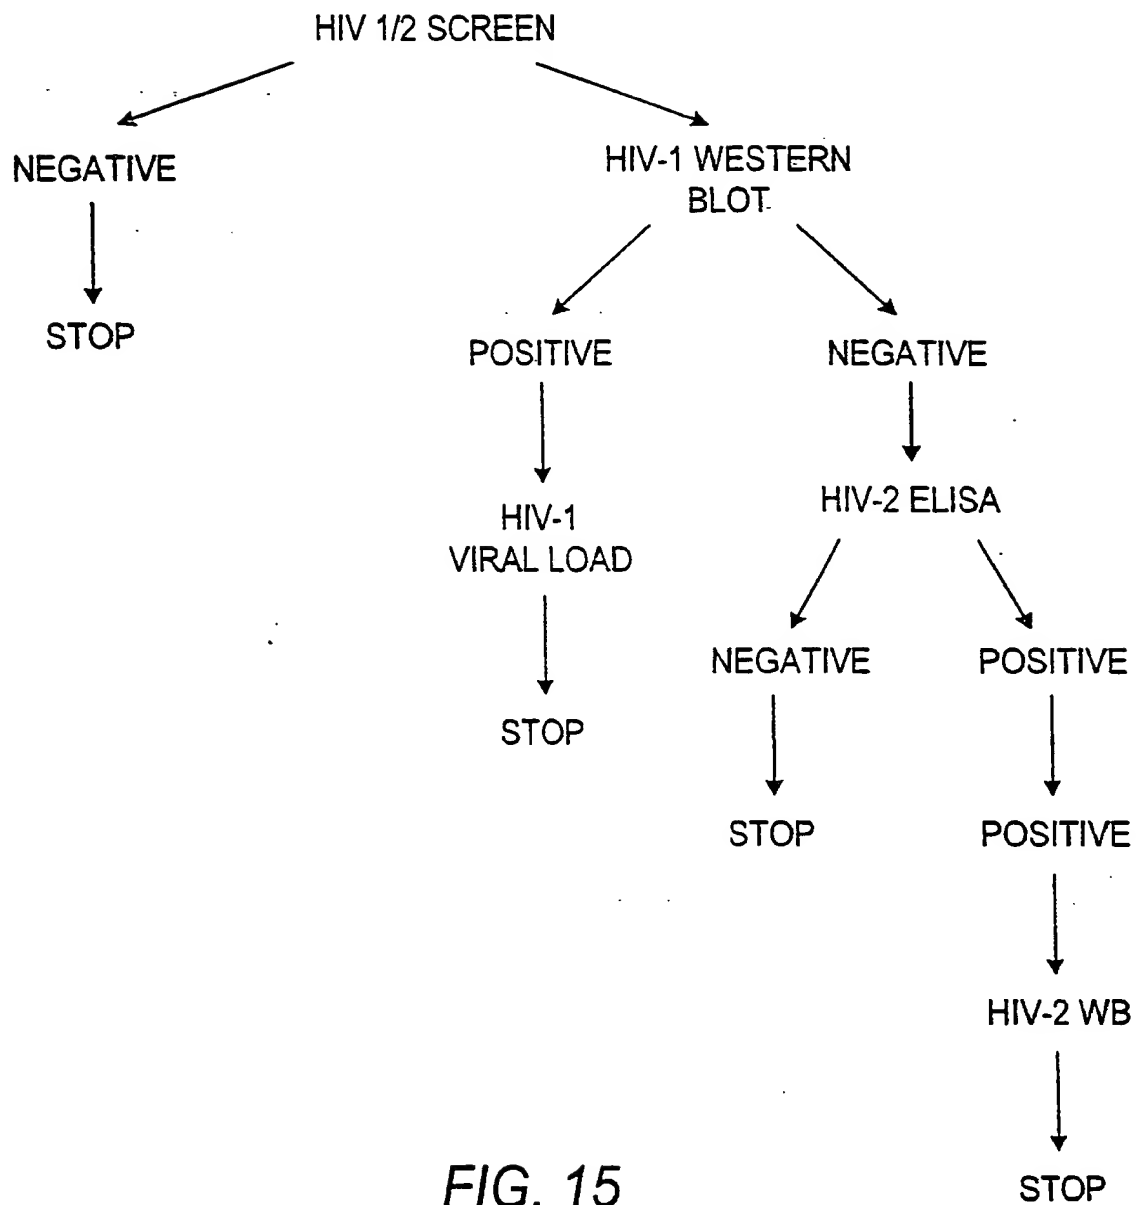 HIV 1/2 SCREEN
NEGATIVE
HIV-1 WESTERN
BLOT
STOP
POSITIVE
NEGATIVE
HIV-1
VIRAL LOAD
HIV-2 ELISA
NEGATIVE
POSITIVE
STOP
STOP
POSITIVE
HIV-2 WB
STOP
FIG. 15